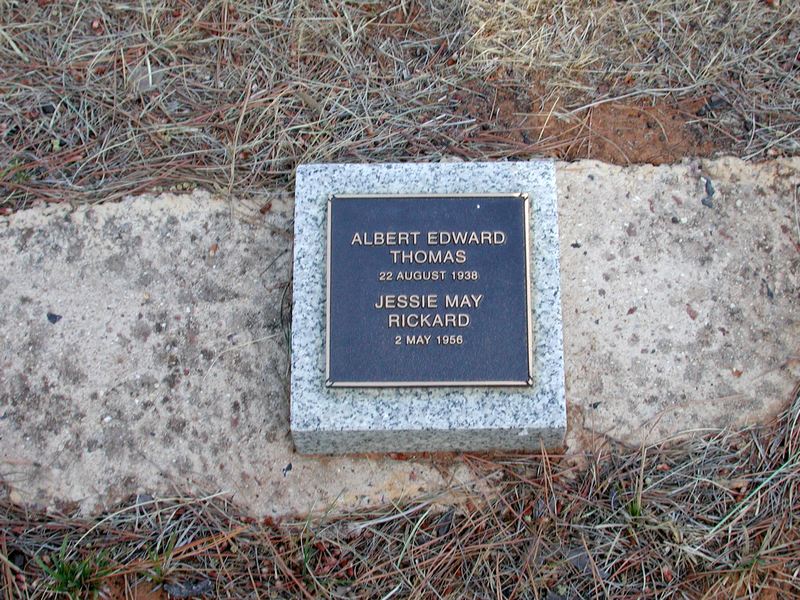 ALBERT EDWARD
THOMAS
22 AUGUST 1938
JESSIE MAY
RICKARD
2 MAY 1956